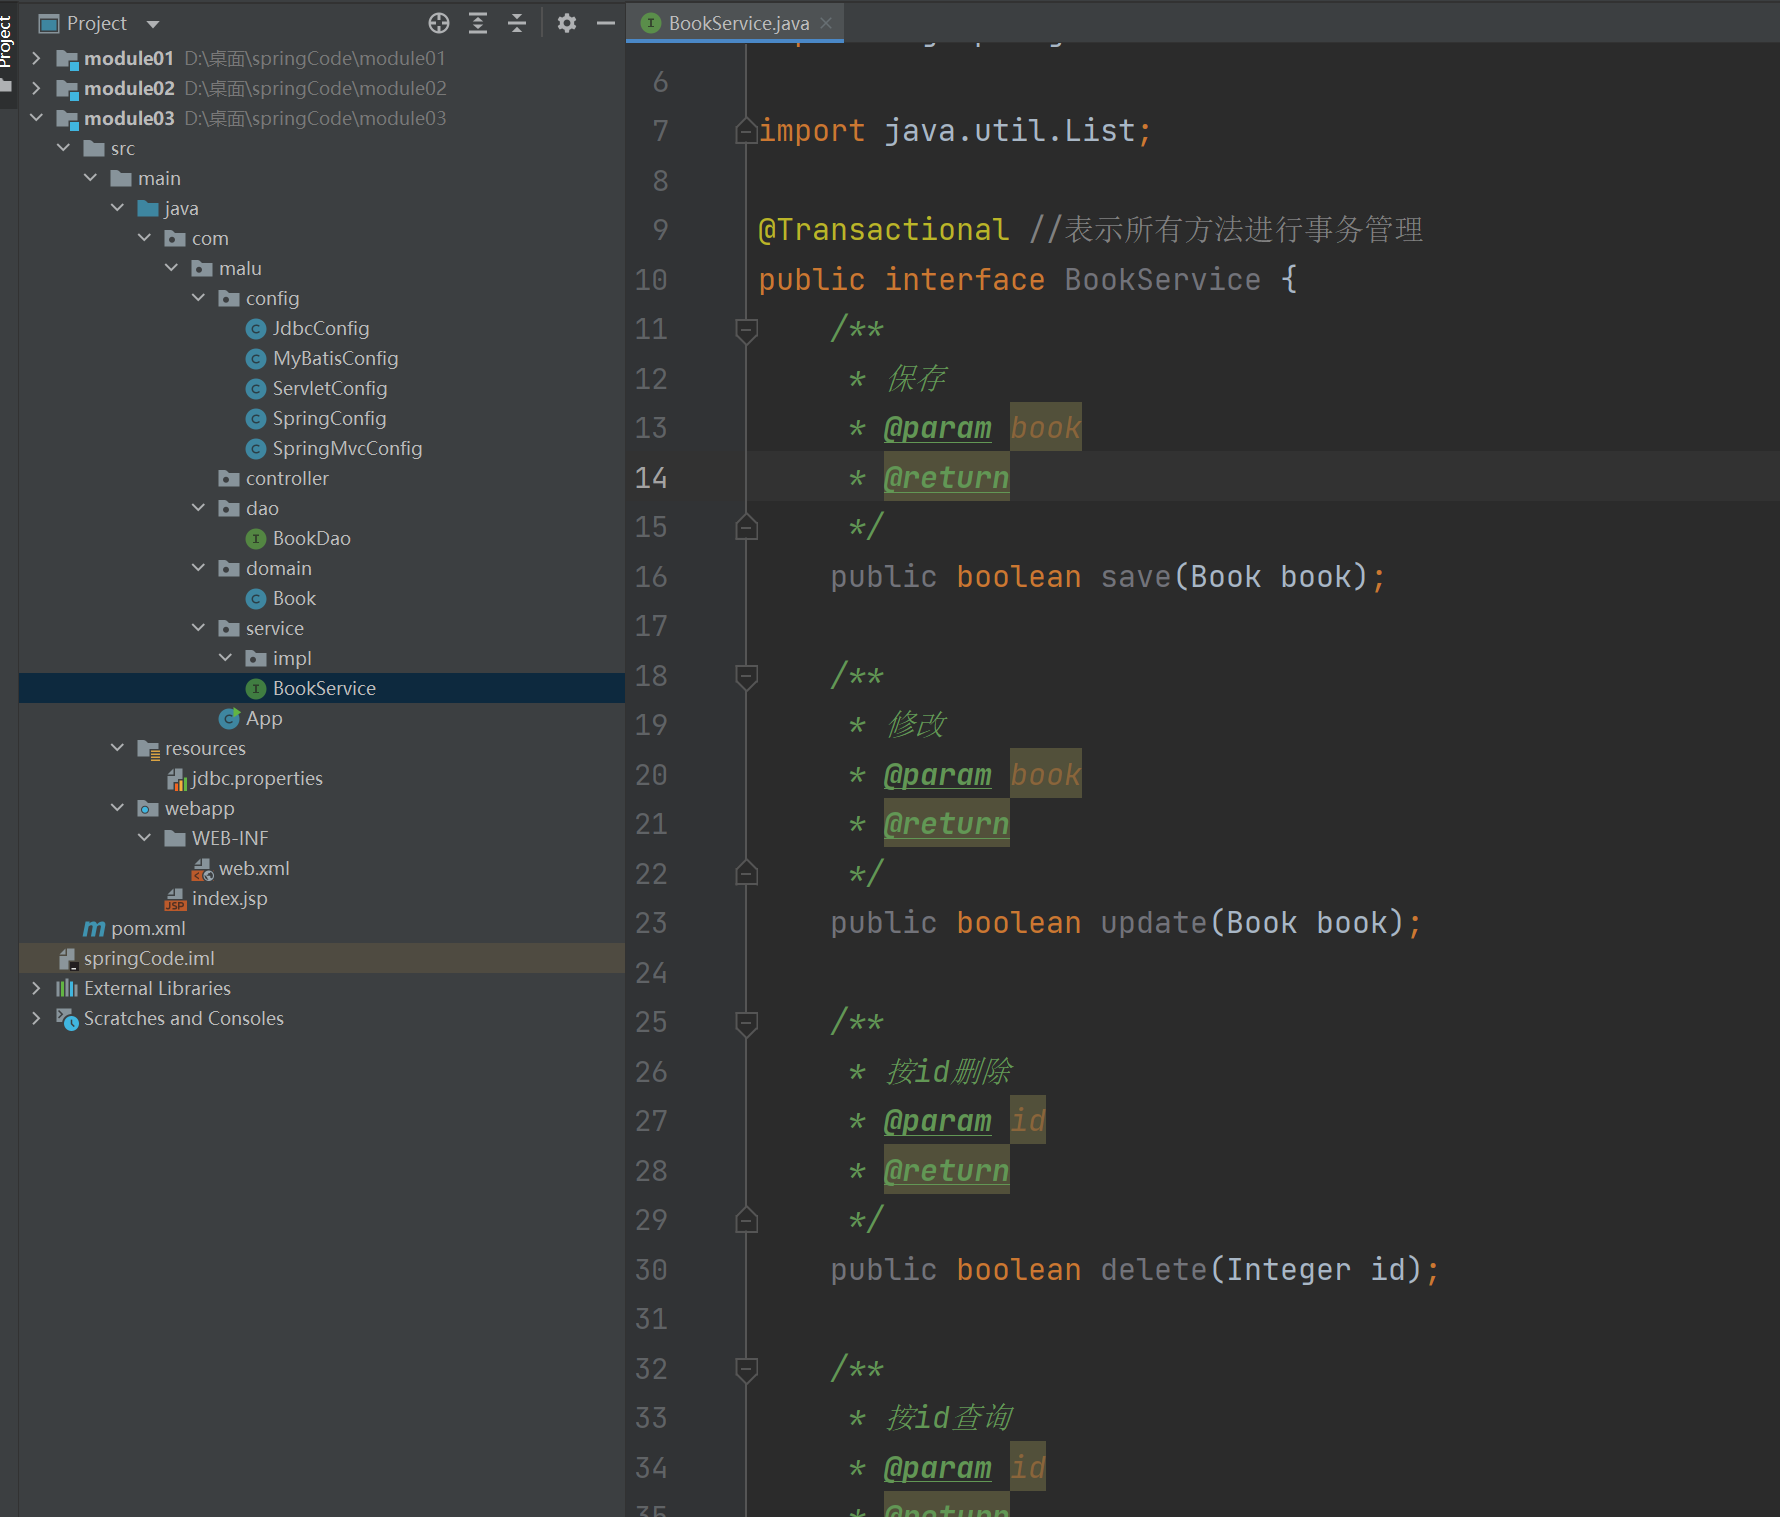 Project
Project
module01 D:\桌面\springCode\module01
module02 D:\桌面\springCode\module02
module03 D:\桌面\springCode\module03
src
main
java
com
malu
config
JdbcConfig
MyBatisConfig
ServletConfig
SpringConfig
SpringMvcConfig
controller
dao
BookDao
domain
Book
service
impl
BookService
App
resources
jdbc.properties
webapp
WEB-INF
web.xml
index.jsp
pom.xml
springCode.iml
External Libraries
Scratches and Consoles
BookService.java
6
7 import java.util.List;
8
9 @Transactional //表示所有方法进行事务管理
10 public interface BookService {
11 /**
12 * 保存
13 * @param book
14 * @return
15 */
16 public boolean save(Book book);
17
18 /**
19 * 修改
20 * @param book
21 * @return
22 */
23 public boolean update(Book book);
24
25 /**
26 * 按id删除
27 * @param id
28 * @return
29 */
30 public boolean delete(Integer id);
31
32 /**
33 * 按id查询
34 * @param id
35 * @return